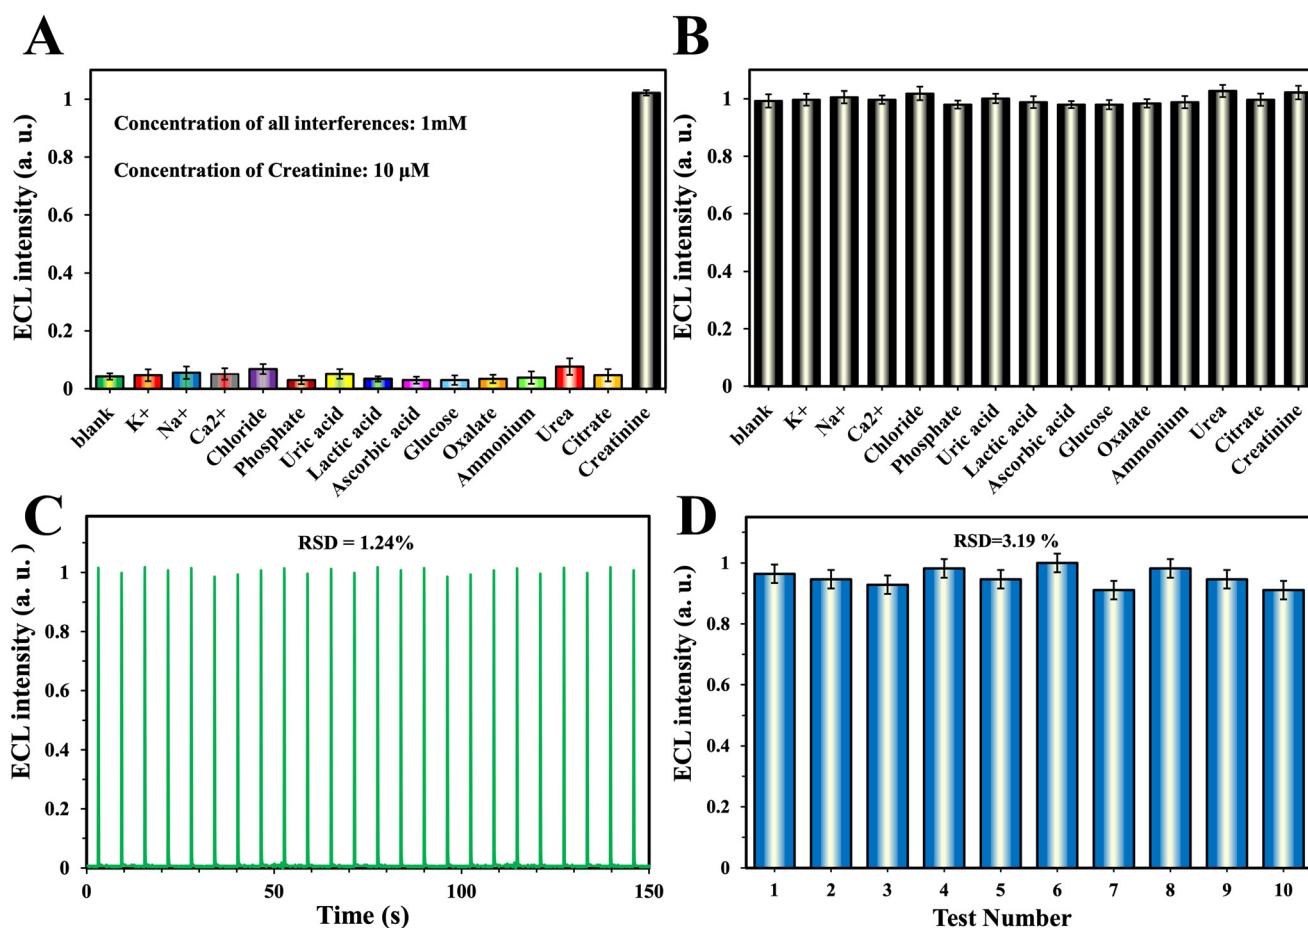 A
ECL intensity (a. u.)
1
0.8
0.6
0.4
0.2
0
Concentration of all interferences: 1mM
Concentration of Creatinine: 10 μM
blank
K+
Na+
Ca2+
Chloride
Phosphate
Uric acid
Lactic acid
Ascorbic acid
Glucose
Oxalate
Ammonium
Urea
Citrate
Creatinine
B
ECL intensity (a. u.)
1
0.8
0.6
0.4
0.2
0
blank
K+
Na+
Ca2+
Chloride
Phosphate
Uric acid
Lactic acid
Ascorbic acid
Glucose
Oxalate
Ammonium
Urea
Citrate
Creatinine
C
ECL intensity (a. u.)
RSD = 1.24%
1
0.8
0.6
0.4
0.2
0
0 50 100 150
Time (s)
D
ECL intensity (a. u.)
RSD=3.19 %
1
0.8
0.6
0.4
0.2
0
1 2 3 4 5 6 7 8 9 10
Test Number